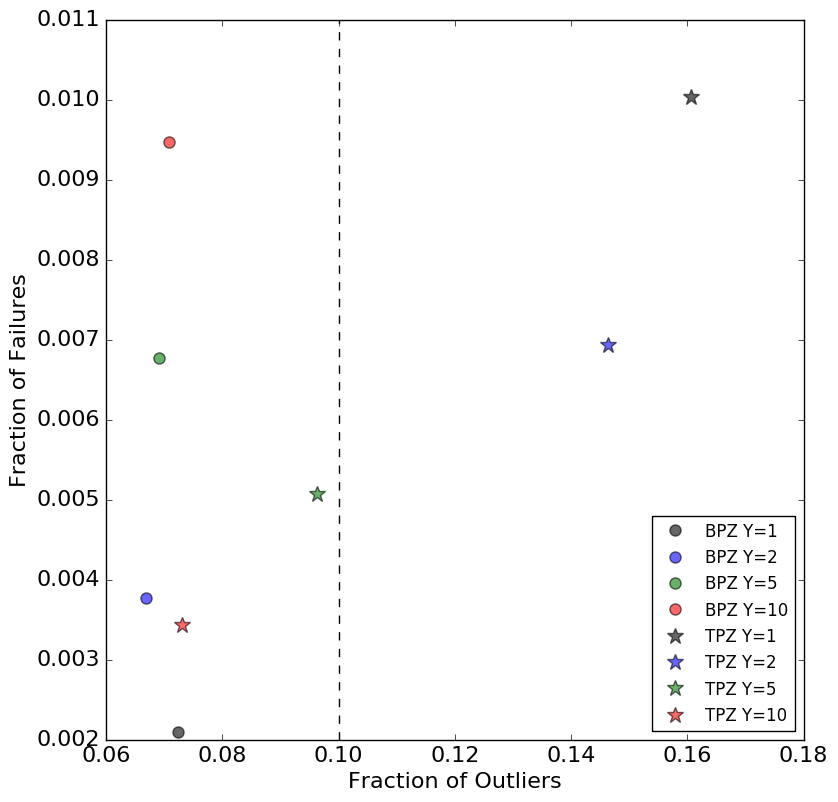 0.011
0.010
0.009
0.008
0.007
0.006
0.005
0.004
0.003
0.002
Fraction of Failures
BPZ Y=1
BPZ Y=2
BPZ Y=5
BPZ Y=10
TPZ Y=1
TPZ Y=2
TPZ Y=5
TPZ Y=10
0.06 0.08 0.10 0.12 0.14 0.16 0.18
Fraction of Outliers